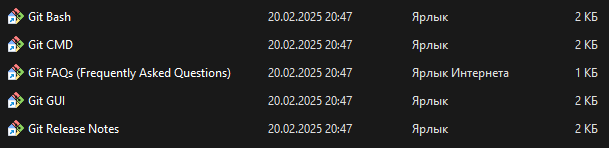 Git Bash 20.02.2025 20:47 Ярлык 2 КБ
Git CMD 20.02.2025 20:47 Ярлык 2 КБ
Git FAQs (Frequently Asked Questions) 20.02.2025 20:47 Ярлык Интернета 1 КБ
Git GUI 20.02.2025 20:47 Ярлык 2 КБ
Git Release Notes 20.02.2025 20:47 Ярлык 2 КБ